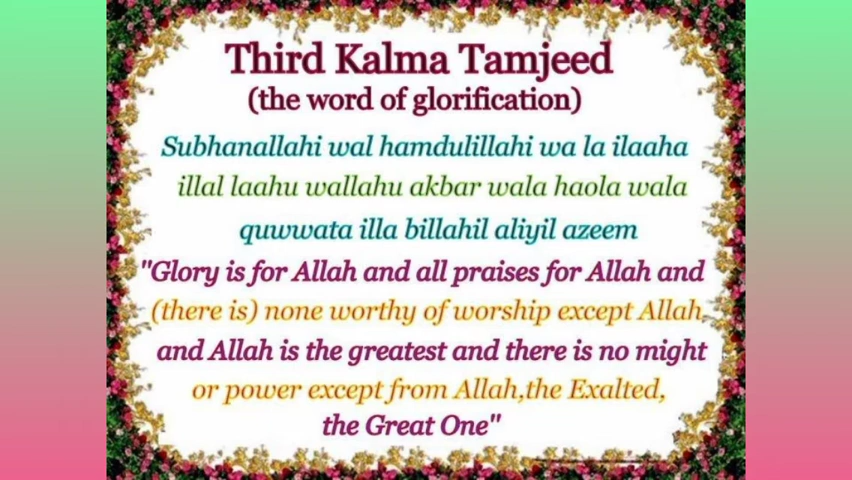 Third Kalma Tamjeed
(the word of glorification)
Subhanallahi wal hamdulillahi wa la ilaaha
illal laahu wallahu akbar wala haola wala
quwwata illa billahil aliyil azeem
"Glory is for Allah and all praises for Allah and
(there is) none worthy of worship except Allah,
and Allah is the greatest and there is no might
or power except from Allah,the Exalted,
the Great One"